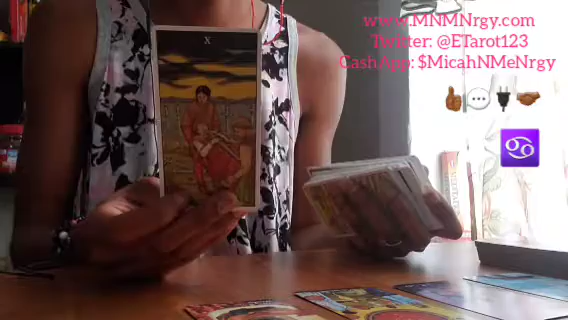 www.MNMNrgy.com
Twitter: @ETarot123
CashApp: $MicahNMeNrgy
X